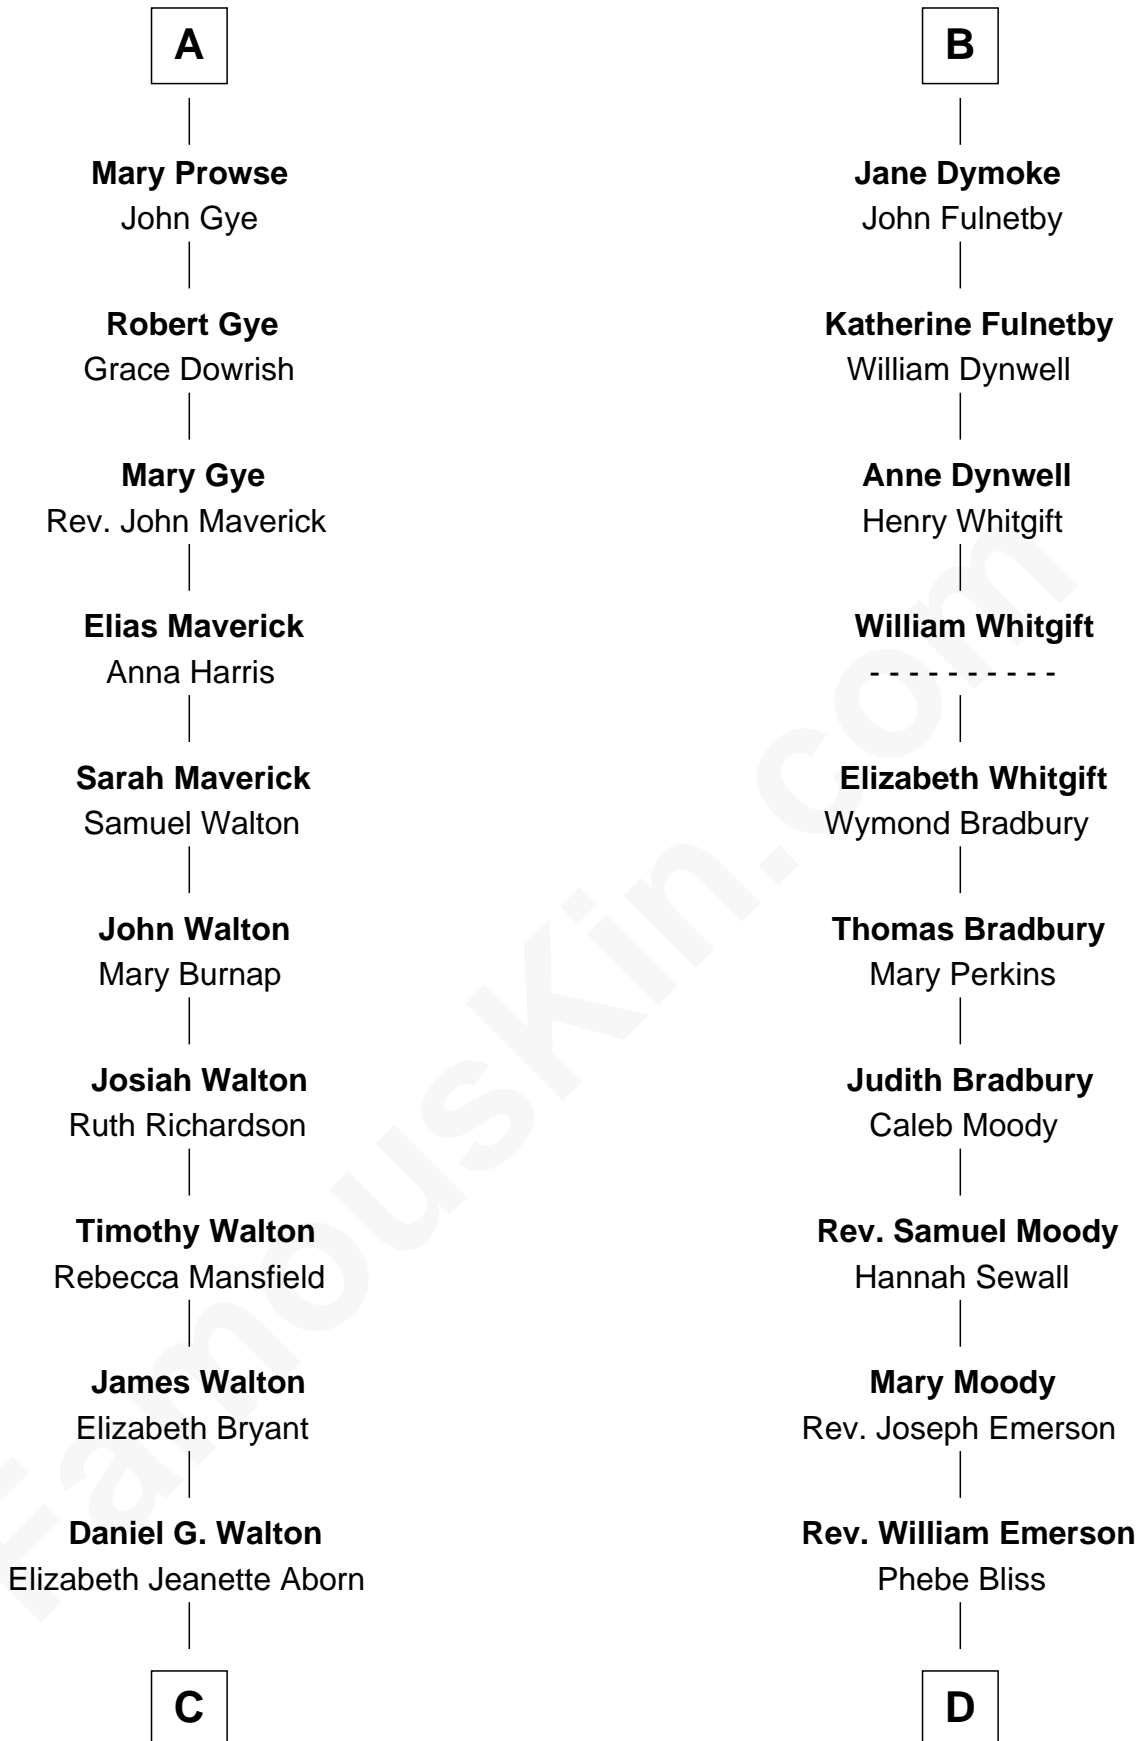 A
Mary Prowse
John Gye
Robert Gye
Grace Dowrish
Mary Gye
Rev. John Maverick
Elias Maverick
Anna Harris
Sarah Maverick
Samuel Walton
John Walton
Mary Burnap
Josiah Walton
Ruth Richardson
Timothy Walton
Rebecca Mansfield
James Walton
Elizabeth Bryant
Daniel G. Walton
Elizabeth Jeanette Aborn
C
B
Jane Dymoke
John Fulnetby
Katherine Fulnetby
William Dynwell
Anne Dynwell
Henry Whitgift
William Whitgift
- - - - - - - - - -
Elizabeth Whitgift
Wymond Bradbury
Thomas Bradbury
Mary Perkins
Judith Bradbury
Caleb Moody
Rev. Samuel Moody
Hannah Sewall
Mary Moody
Rev. Joseph Emerson
Rev. William Emerson
Phebe Bliss
D
FamousKin.com